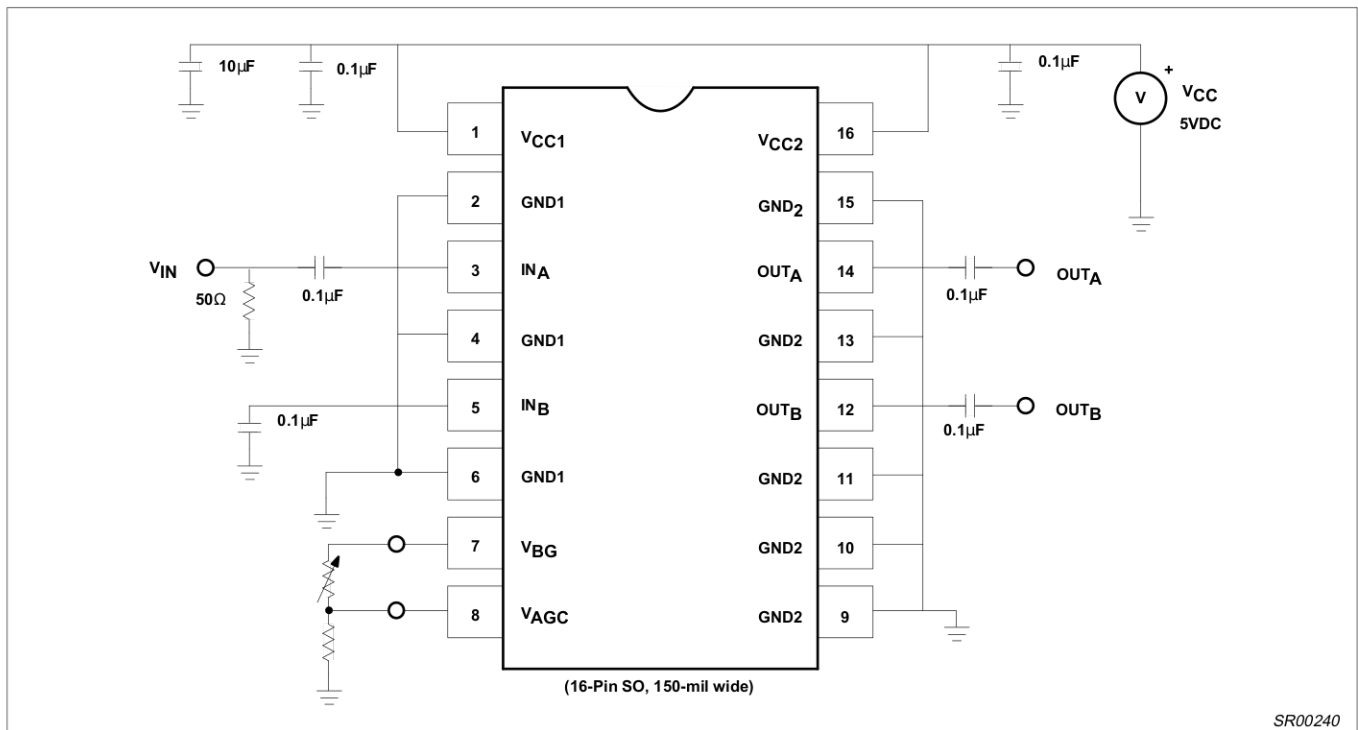 10µF
0.1µF
0.1µF
+
V
VCC
5VDC
1
VCC1
VCC2
16
2
GND1
GND2
15
VIN
50Ω
0.1µF
3
INA
OUTA
14
0.1µF
OUTA
4
GND1
GND2
13
0.1µF
5
INB
OUTB
12
0.1µF
OUTB
6
GND1
GND2
11
7
VBG
GND2
10
8
VAGC
GND2
9
(16-Pin SO, 150-mil wide)
SR00240